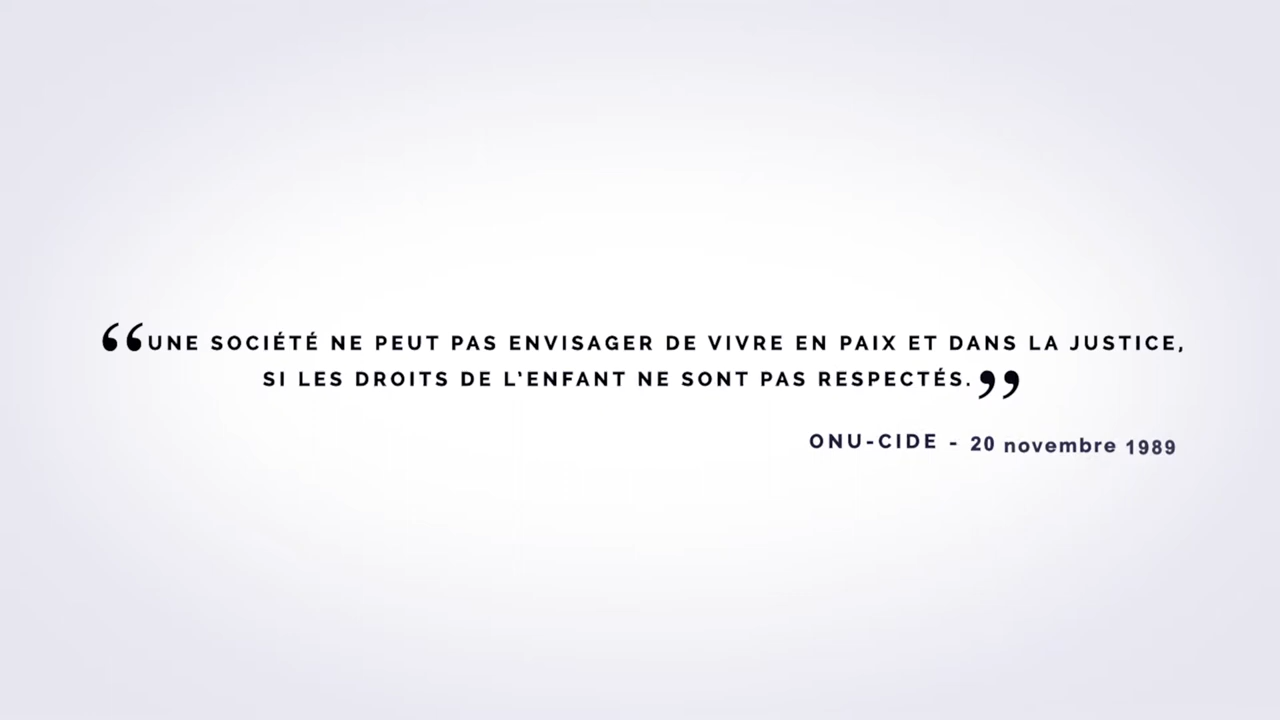 “UNE SOCIÉTÉ NE PEUT PAS ENVISAGER DE VIVRE EN PAIX ET DANS LA JUSTICE,
SI LES DROITS DE L'ENFANT NE SONT PAS RESPECTÉS.”
ONU-CIDE - 20 novembre 1989